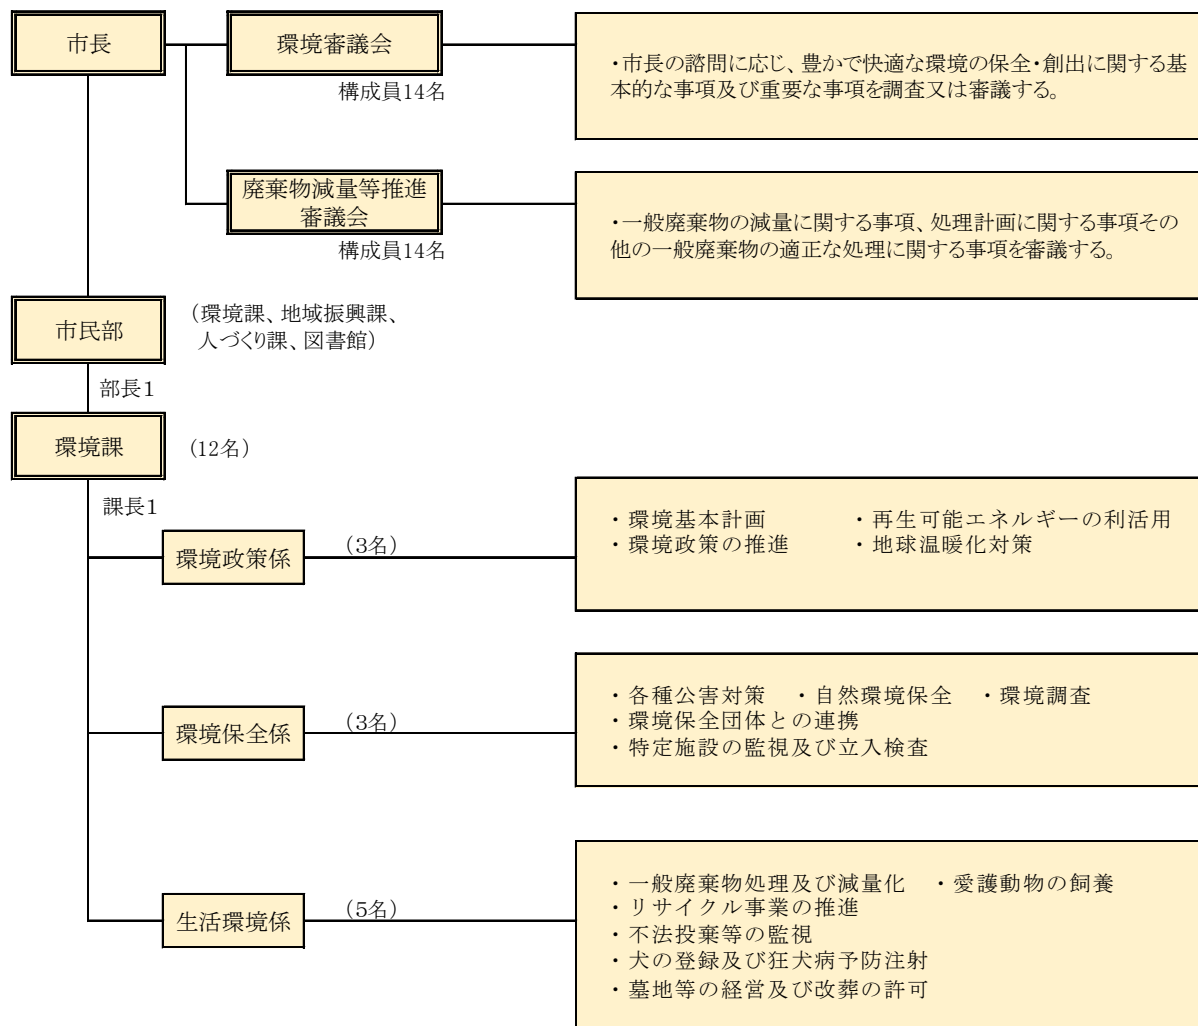 市長
環境審議会
構成員14名
・市長の諮問に応じ、豊かで快適な環境の保全・創出に関する基
本的な事項及び重要な事項を調査又は審議する。
廃棄物減量等推進
審議会
構成員14名
・一般廃棄物の減量に関する事項、処理計画に関する事項その
他の一般廃棄物の適正な処理に関する事項を審議する。
市民部
（環境課、地域振興課、
人づくり課、図書館）
部長1
環境課
(12名)
課長1
環境政策係
(3名)
・環境基本計画 ・再生可能エネルギーの利活用
・環境政策の推進 ・地球温暖化対策
環境保全係
(3名)
・各種公害対策 ・自然環境保全 ・環境調査
・環境保全団体との連携
・特定施設の監視及び立入検査
生活環境係
(5名)
・一般廃棄物処理及び減量化 ・愛護動物の飼養
・リサイクル事業の推進
・不法投棄等の監視
・犬の登録及び狂犬病予防注射
・墓地等の経営及び改葬の許可